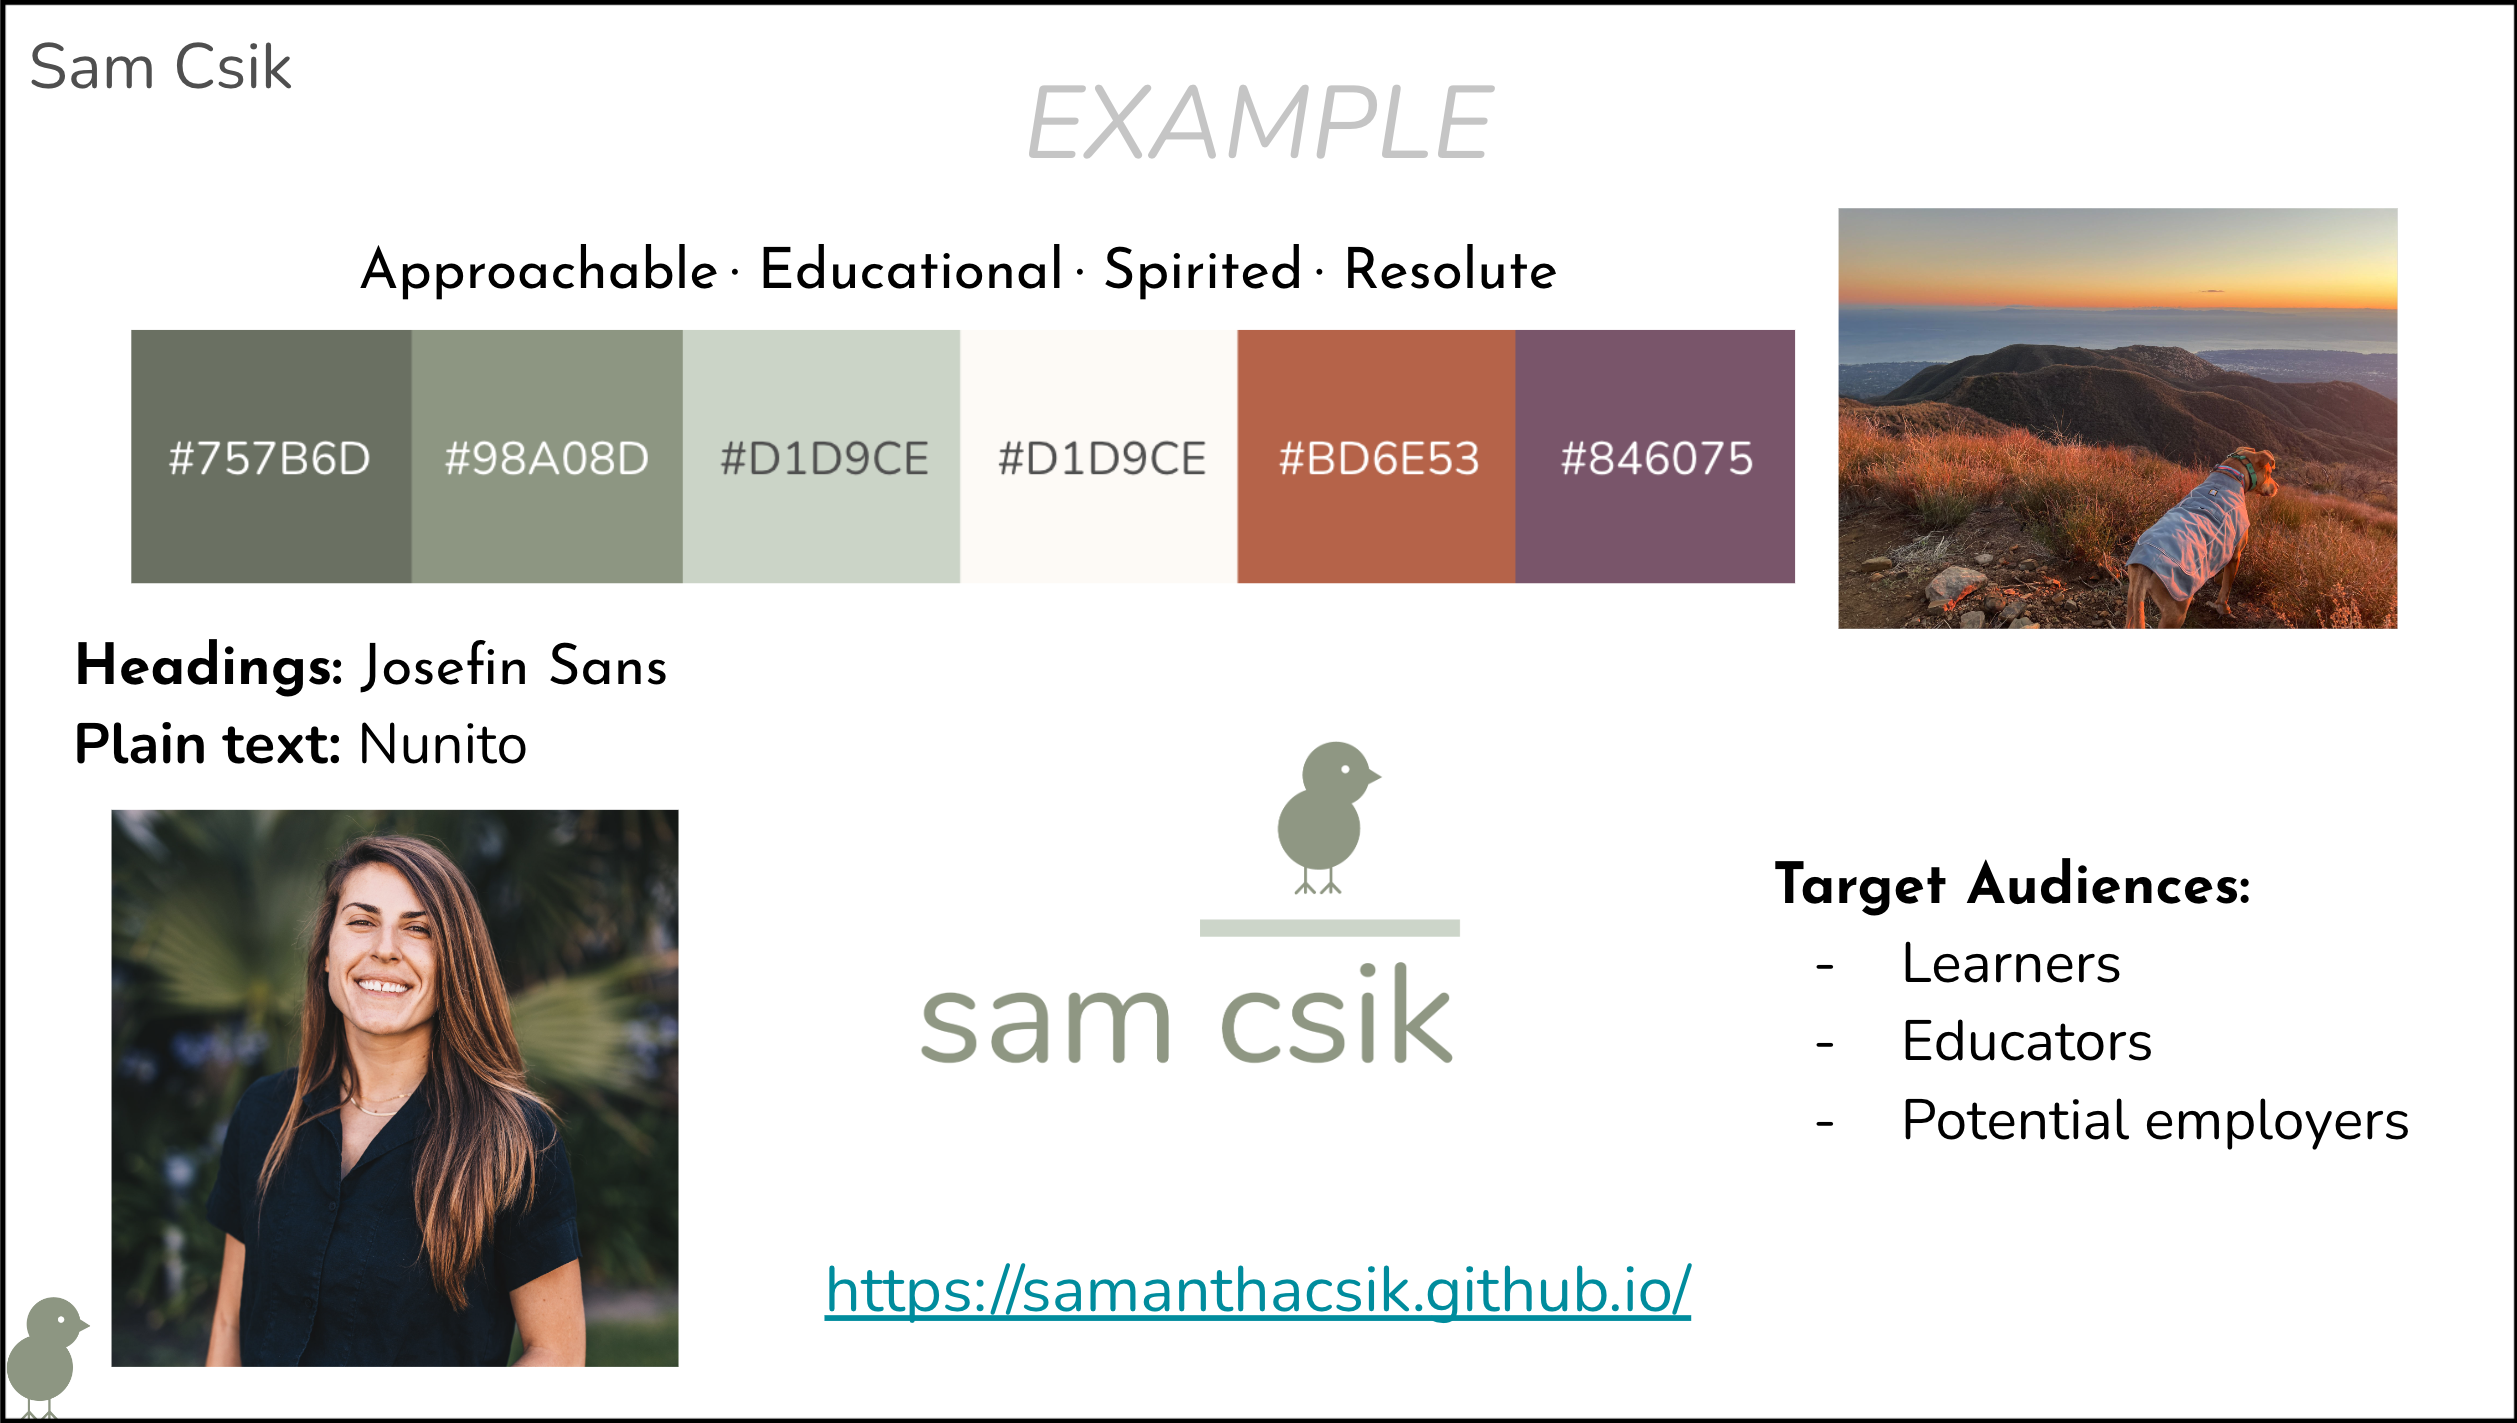 Sam Csik
EXAMPLE
Approachable · Educational · Spirited · Resolute
#757B6D
#98A08D
#D1D9CE
#D1D9CE
#BD6E53
#846075
Headings: Josefin Sans
Plain text: Nunito
sam csik
Target Audiences:
- Learners
- Educators
- Potential employers
https://samanthacsik.github.io/